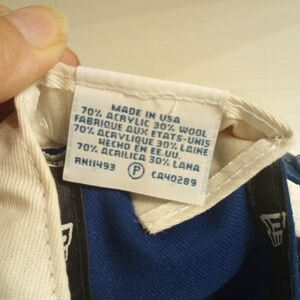 MADE IN USA
70% ACRYLIC 30% WOOL
FABRIQUE AUX ETATS-UNIS
70% ACRYLIQUE 30% LAINE
HECHO EN EE.UU.
70% ACRILICA 30% LANA
RN11493 P CA40289